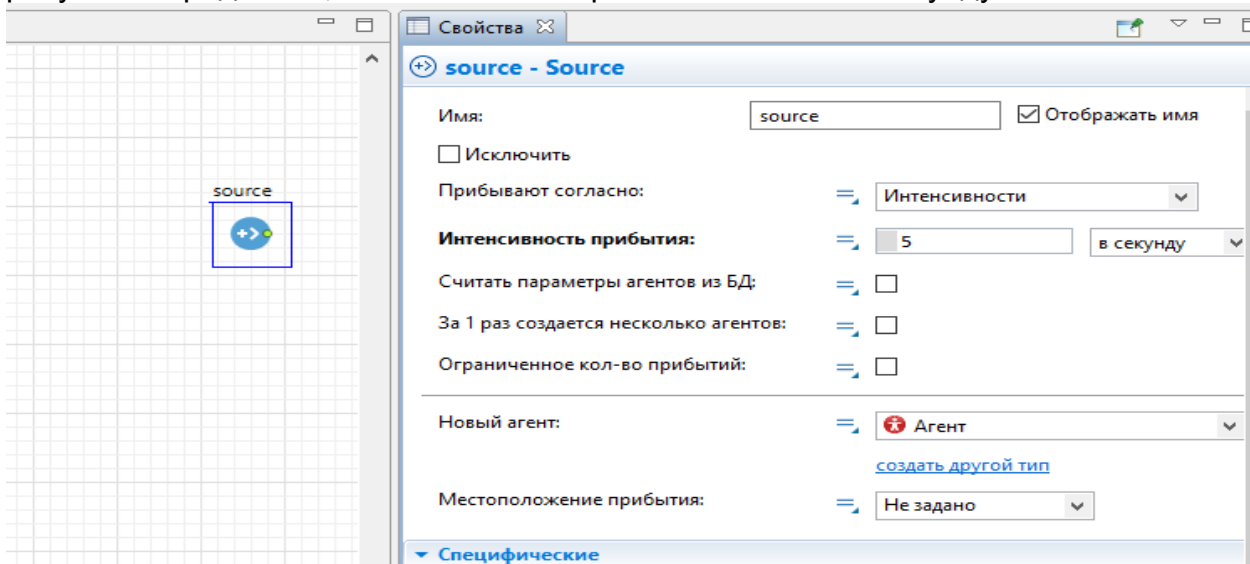 Свойства
source - Source
Имя: source Отображать имя
Исключить
source
Прибывают согласно: Интенсивности
Интенсивность прибытия: 5 в секунду
Считать параметры агентов из БД:
За 1 раз создается несколько агентов:
Ограниченное кол-во прибытий:
Новый агент: Агент
создать другой тип
Местоположение прибытия: Не задано
Специфические